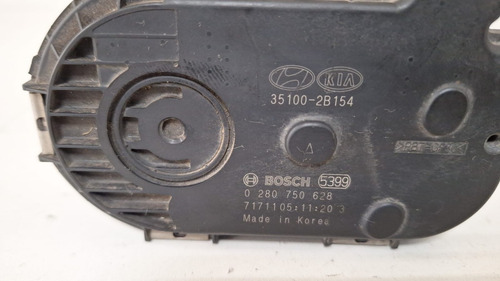 KIA
35100-2B154
BOSCH 5399
0 280 750 628
7171105:11:20 3
Made in Korea